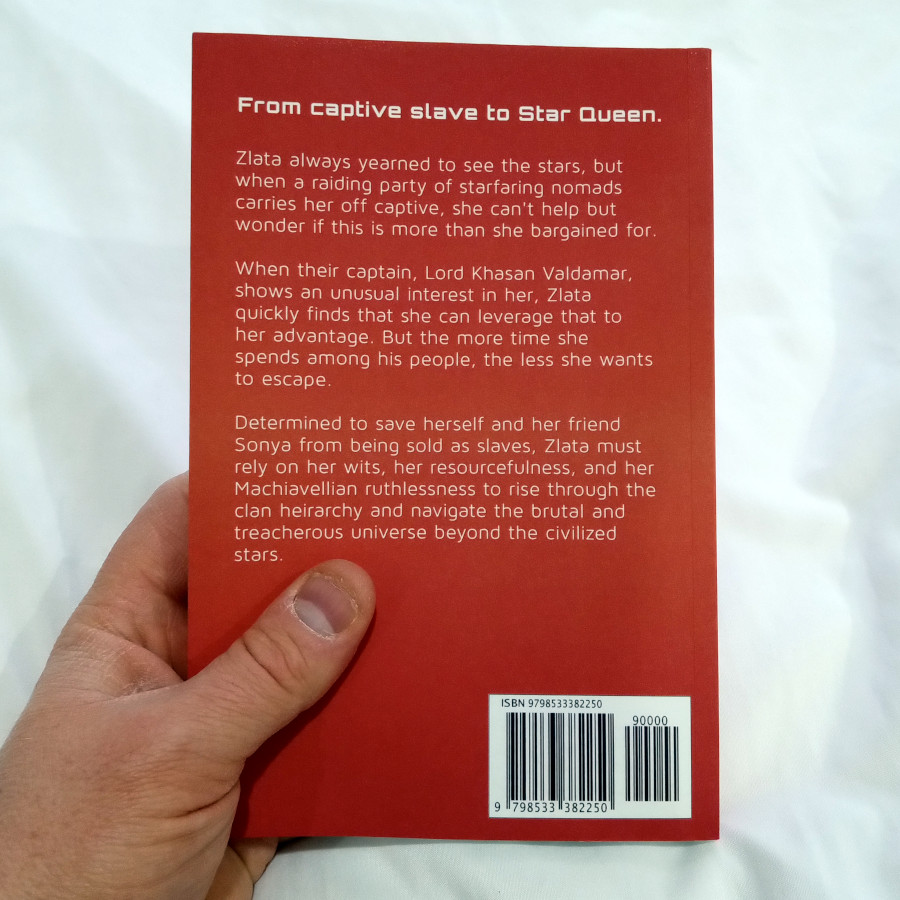 From captive slave to Star Queen.
Zlata always yearned to see the stars, but
when a raiding party of starfaring nomads
carries her off captive, she can't help but
wonder if this is more than she bargained for.
When their captain, Lord Khasan Valdamar,
shows an unusual interest in her, Zlata
quickly finds that she can leverage that to
her advantage. But the more time she
spends among his people, the less she wants
to escape.
Determined to save herself and her friend
Sonya from being sold as slaves, Zlata must
rely on her wits, her resourcefulness, and her
Machiavellian ruthlessness to rise through the
clan heirarchy and navigate the brutal and
treacherous universe beyond the civilized
stars.
ISBN 9798533382250
90000
9 798533 382250